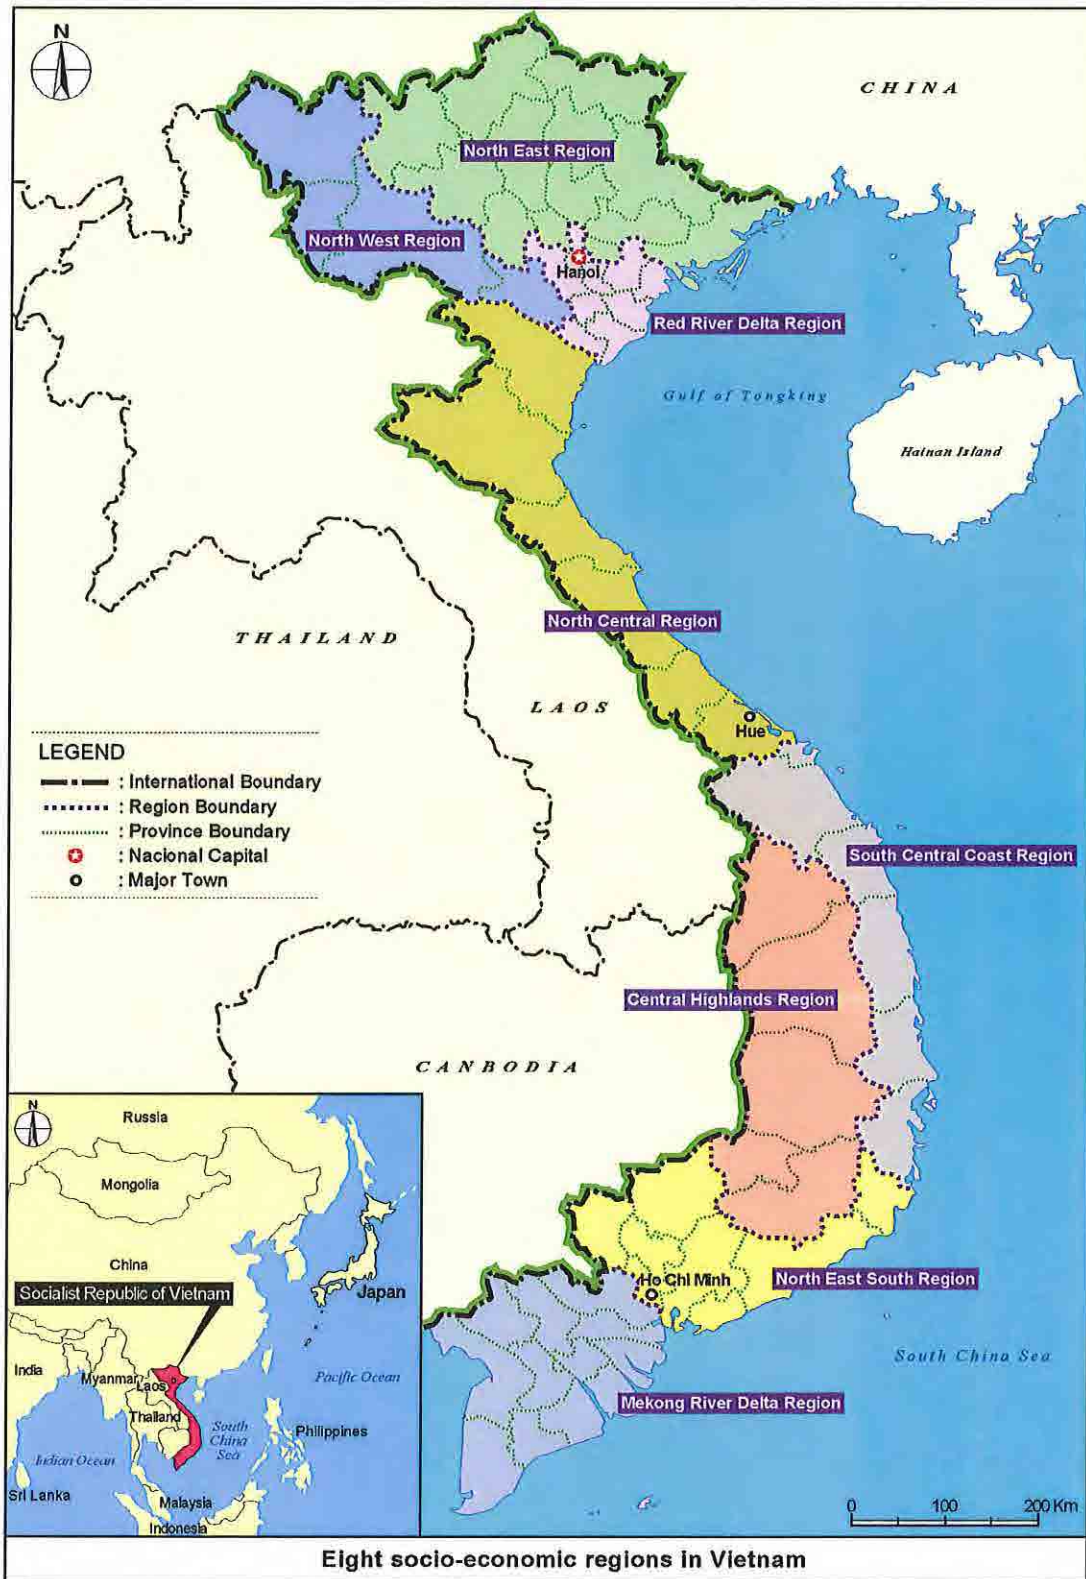 N
CHINA
North East Region
North West Region
Hanoi
Red River Delta Region
Gulf of Tongking
Hainan Island
North Central Region
THAILAND
LAOS
Hue
LEGEND
: International Boundary
: Region Boundary
: Province Boundary
: Nacional Capital
: Major Town
South Central Coast Region
Central Highlands Region
CANBODIA
Ho Chi Minh
North East South Region
South China Sea
Mekong River Delta Region
0 100 200 Km
N
Russia
Mongolia
China
Japan
Socialist Republic of Vietnam
India
Myanmar
Laos
Thailand
Pacific Ocean
South
China
Sea
Philippines
Indian Ocean
Sri Lanka
Malaysia
Indonesia
Eight socio-economic regions in Vietnam